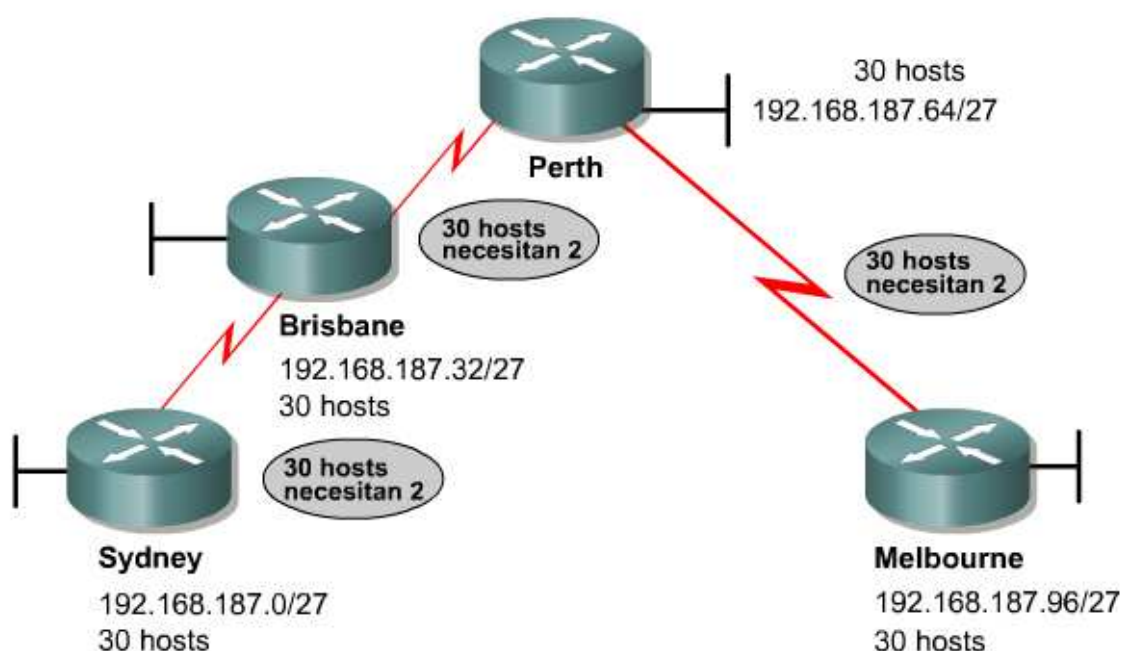 30 hosts
192.168.187.64/27
Perth
30 hosts
necesitan 2
30 hosts
necesitan 2
Brisbane
192.168.187.32/27
30 hosts
30 hosts
necesitan 2
Sydney
192.168.187.0/27
30 hosts
Melbourne
192.168.187.96/27
30 hosts